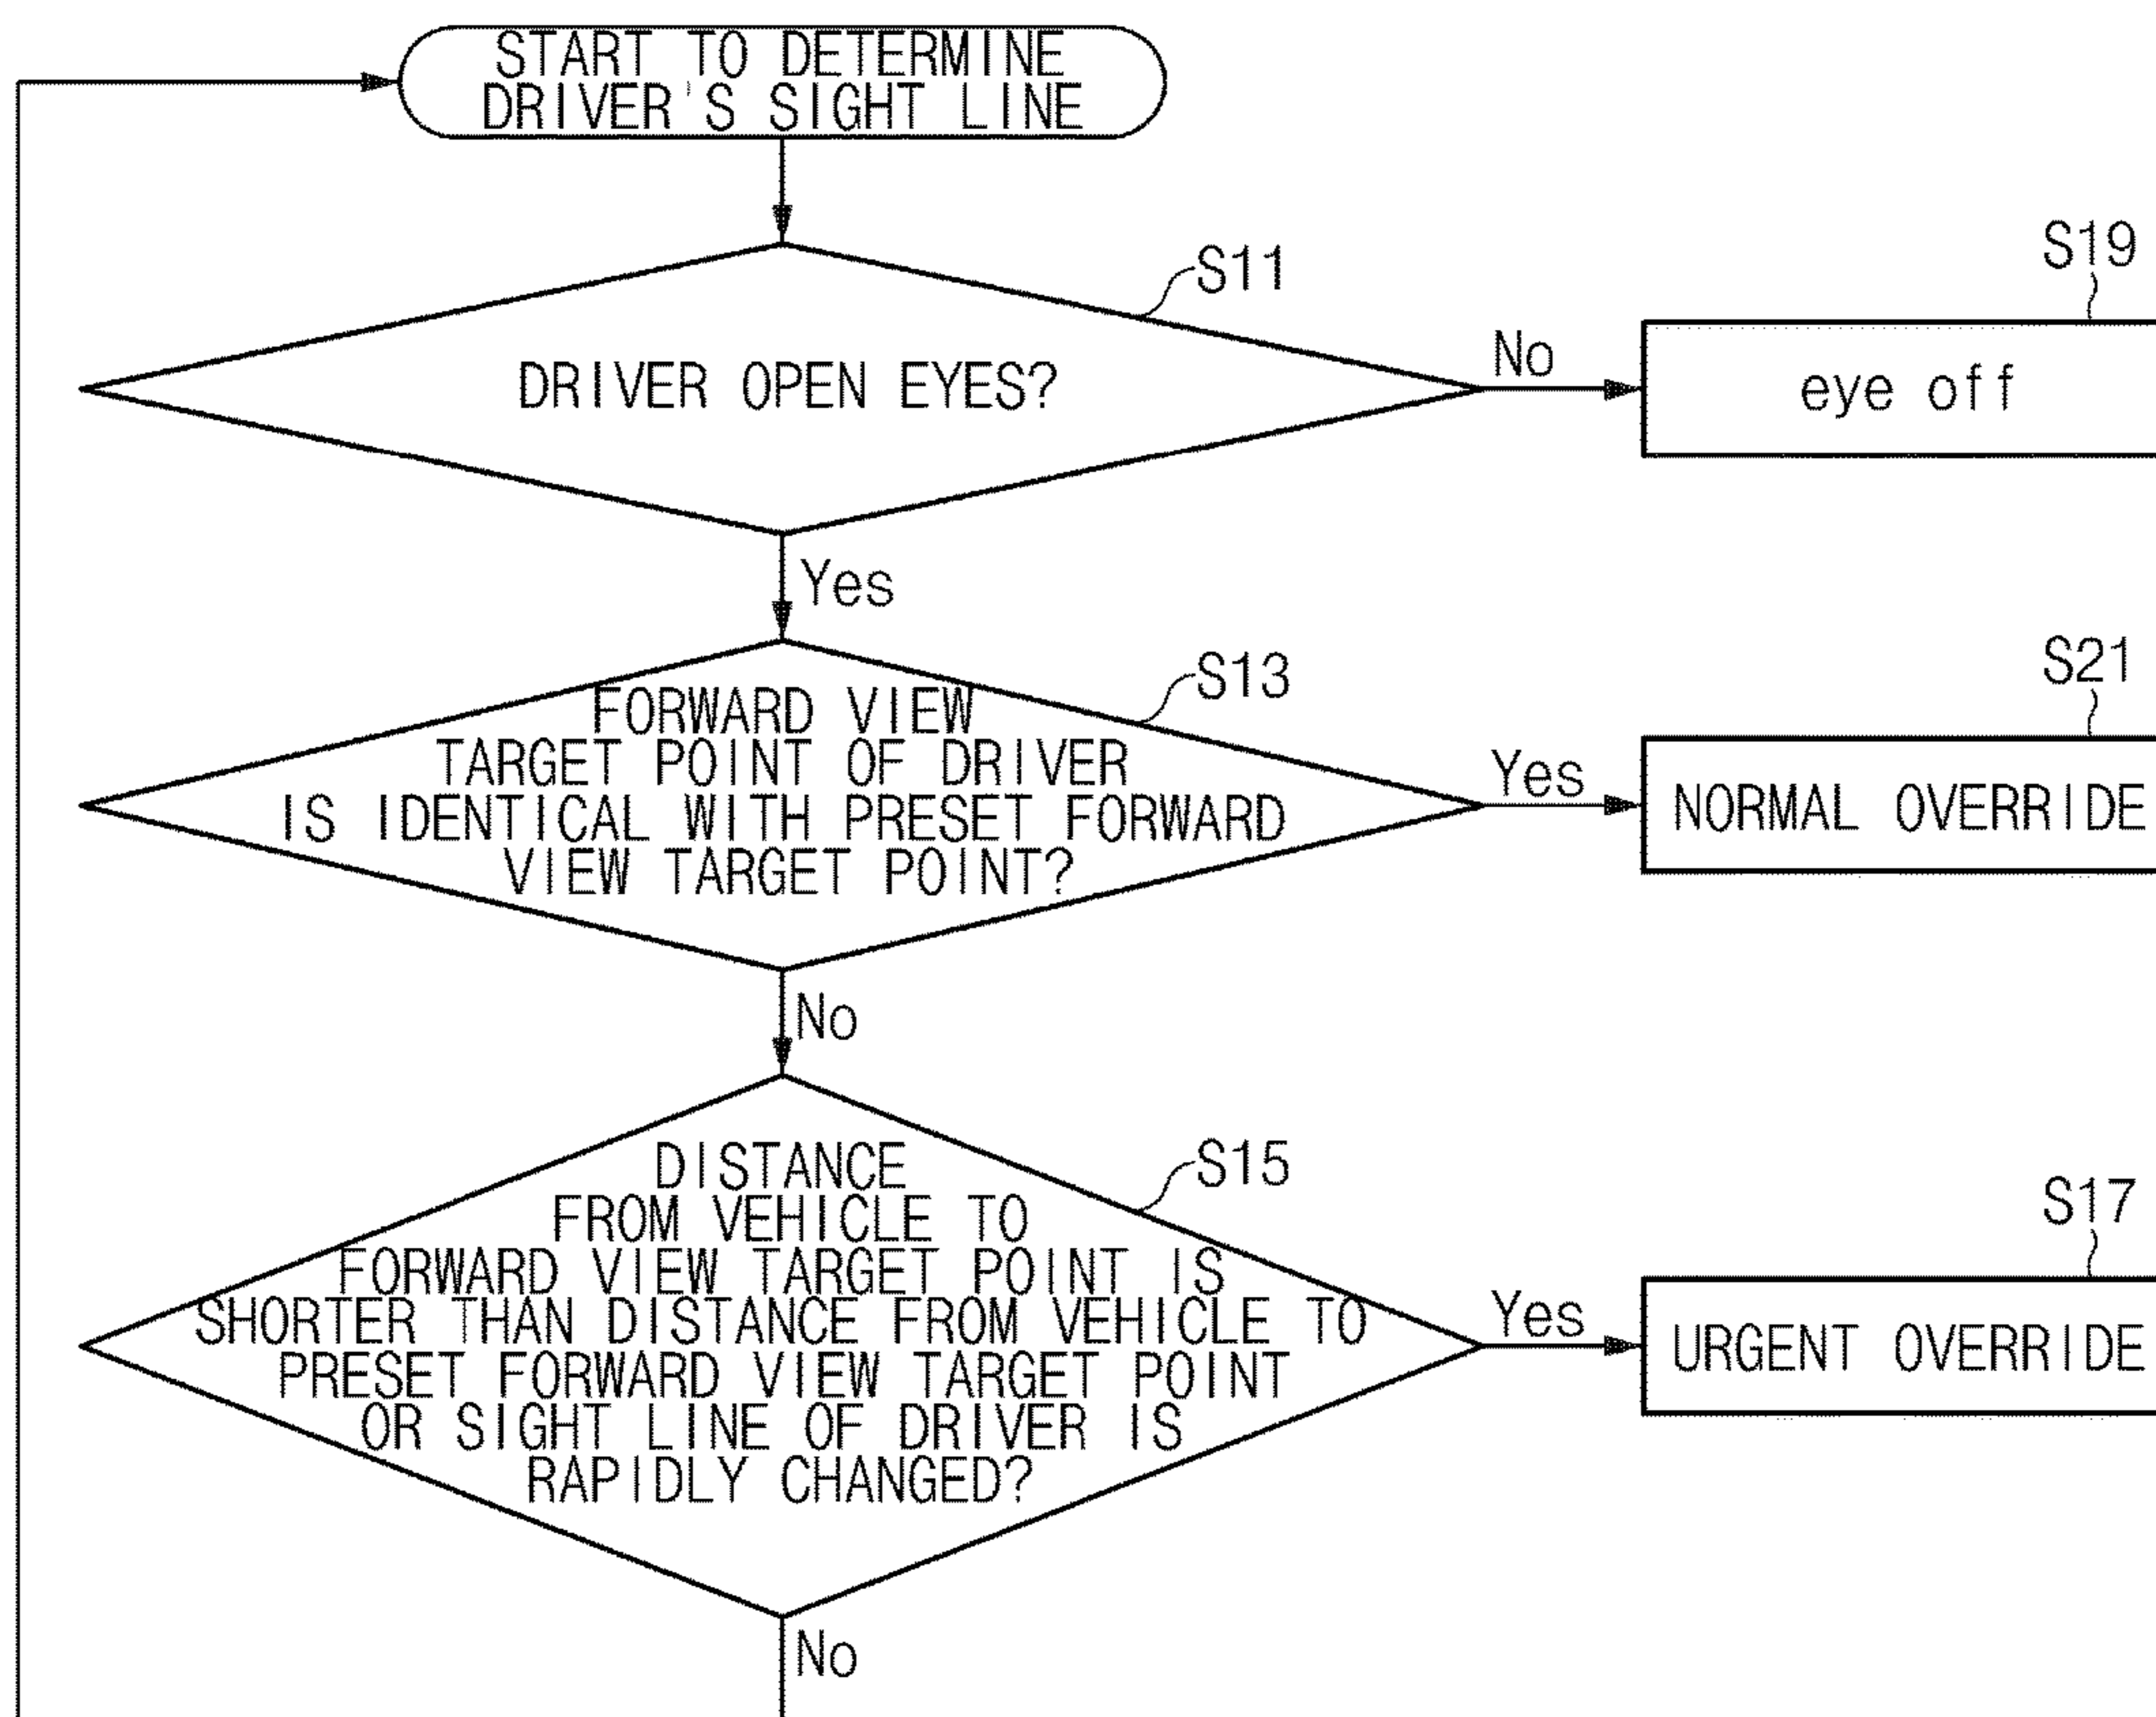 START TO DETERMINE
DRIVER'S SIGHT LINE
S11
DRIVER OPEN EYES?
No
S19
eye off
Yes
S13
FORWARD VIEW
TARGET POINT OF DRIVER
IS IDENTICAL WITH PRESET FORWARD
VIEW TARGET POINT?
Yes
S21
NORMAL OVERRIDE
No
S15
DISTANCE
FROM VEHICLE TO
FORWARD VIEW TARGET POINT IS
SHORTER THAN DISTANCE FROM VEHICLE TO
PRESET FORWARD VIEW TARGET POINT
OR SIGHT LINE OF DRIVER IS
RAPIDLY CHANGED?
Yes
S17
URGENT OVERRIDE
No